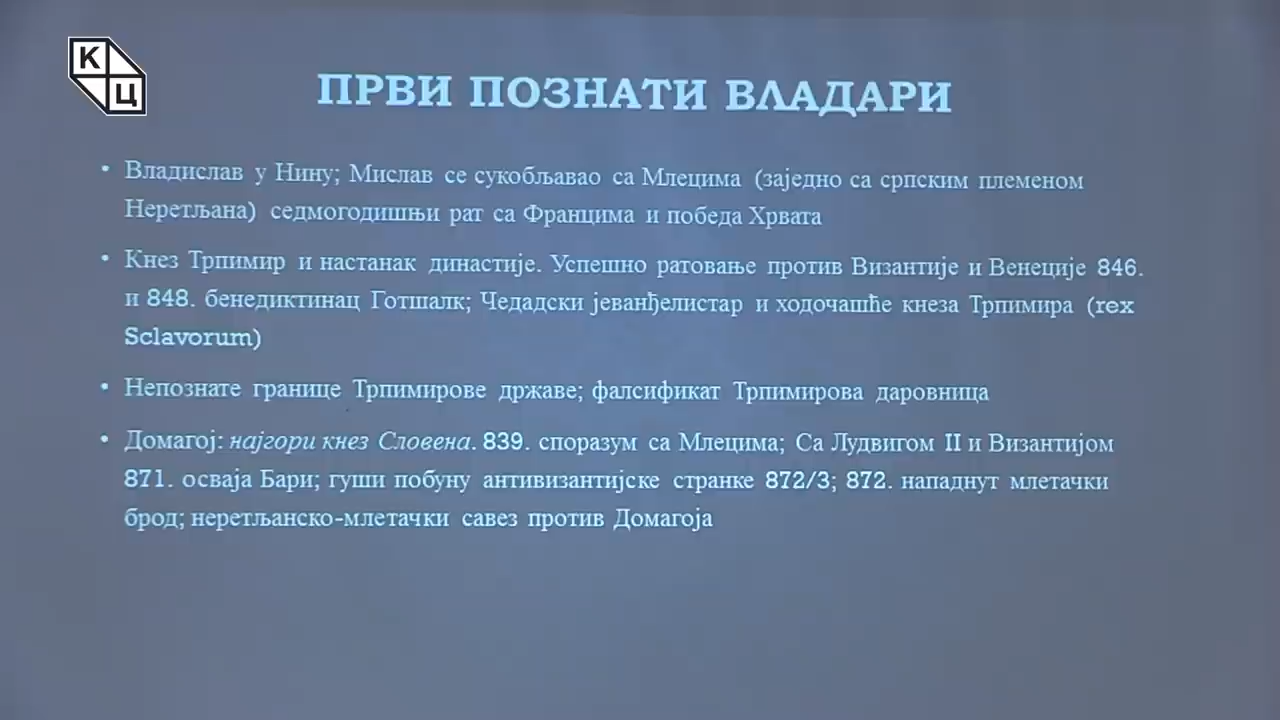 К
Ц
ПРВИ ПОЗНАТИ ВЛАДАРИ
• Владислав у Нину; Мислав се сукобљавао са Млецима (заједно са српским племеном
Неретљана) седмогодишњи рат са Францима и победа Хрвата
• Кнез Трпимир и настанак династије. Успешно ратовање против Византије и Венеције 846.
и 848. бенедиктинац Готшалк; Чедадски јеванђелистар и ходочашће кнеза Трпимира (rex
Sclavorum)
• Непознате границе Трпимирове државе; фалсификат Трпимирова даровница
• Домагој: најгори кнез Словена. 839. споразум са Млецима; Са Лудвигом II и Византијом
871. осваја Бари; гуши побуну антивизантијске странке 872/3; 872. нападнут млетачки
брод; неретљанско-млетачки савез против Домагоја